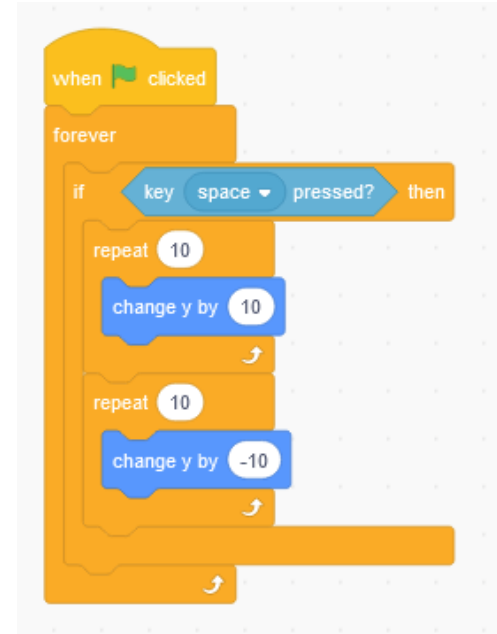 when clicked
forever
if key space pressed? then
repeat 10
change y by 10
repeat 10
change y by -10